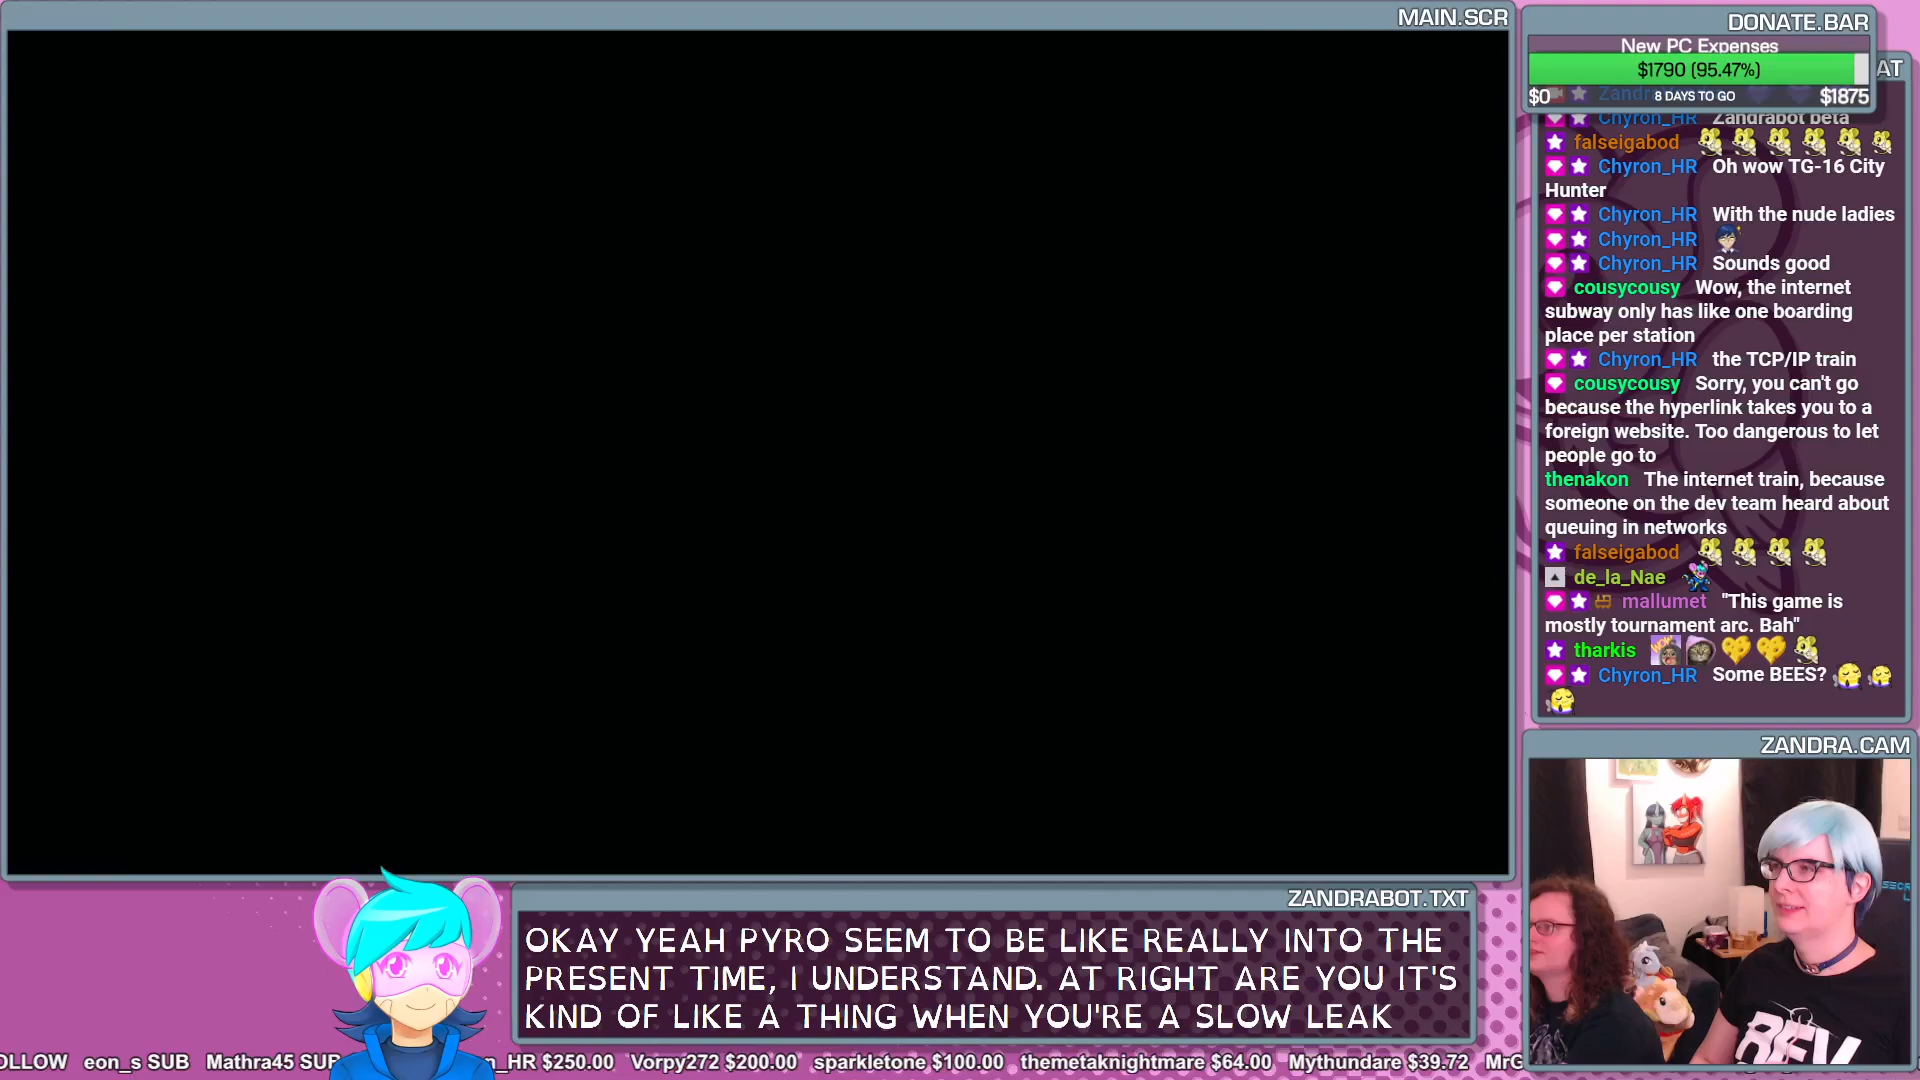 MAIN.SCR
DONATE.BAR
New PC Expenses
AT
$1790 (95.47%)
$0
8 DAYS TO GO
$1875
Chyron_HR Zandrabot beta
falseigabod
Chyron_HR Oh wow TG-16 City
Hunter
Chyron_HR With the nude ladies
Chyron_HR
Chyron_HR Sounds good
cousycousy Wow, the internet
subway only has like one boarding
place per station
Chyron_HR the TCP/IP train
cousycousy Sorry, you can't go
because the hyperlink takes you to a
foreign website. Too dangerous to let
people go to
thenakon The internet train, because
someone on the dev team heard about
queuing in networks
falseigabod
de_la_Nae
mallumet "This game is
mostly tournament arc. Bah"
tharkis
Chyron_HR Some BEES?
ZANDRA.CAM
ZANDRABOT.TXT
OKAY YEAH PYRO SEEM TO BE LIKE REALLY INTO THE
PRESENT TIME, I UNDERSTAND. AT RIGHT ARE YOU IT'S
KIND OF LIKE A THING WHEN YOU'RE A SLOW LEAK
OLLOW eon_s SUB Mathra45 SUB _HR $250.00 Vorpy272 $200.00 sparkletone $100.00 themetaknightmare $64.00 Mythundare $39.72 MrG